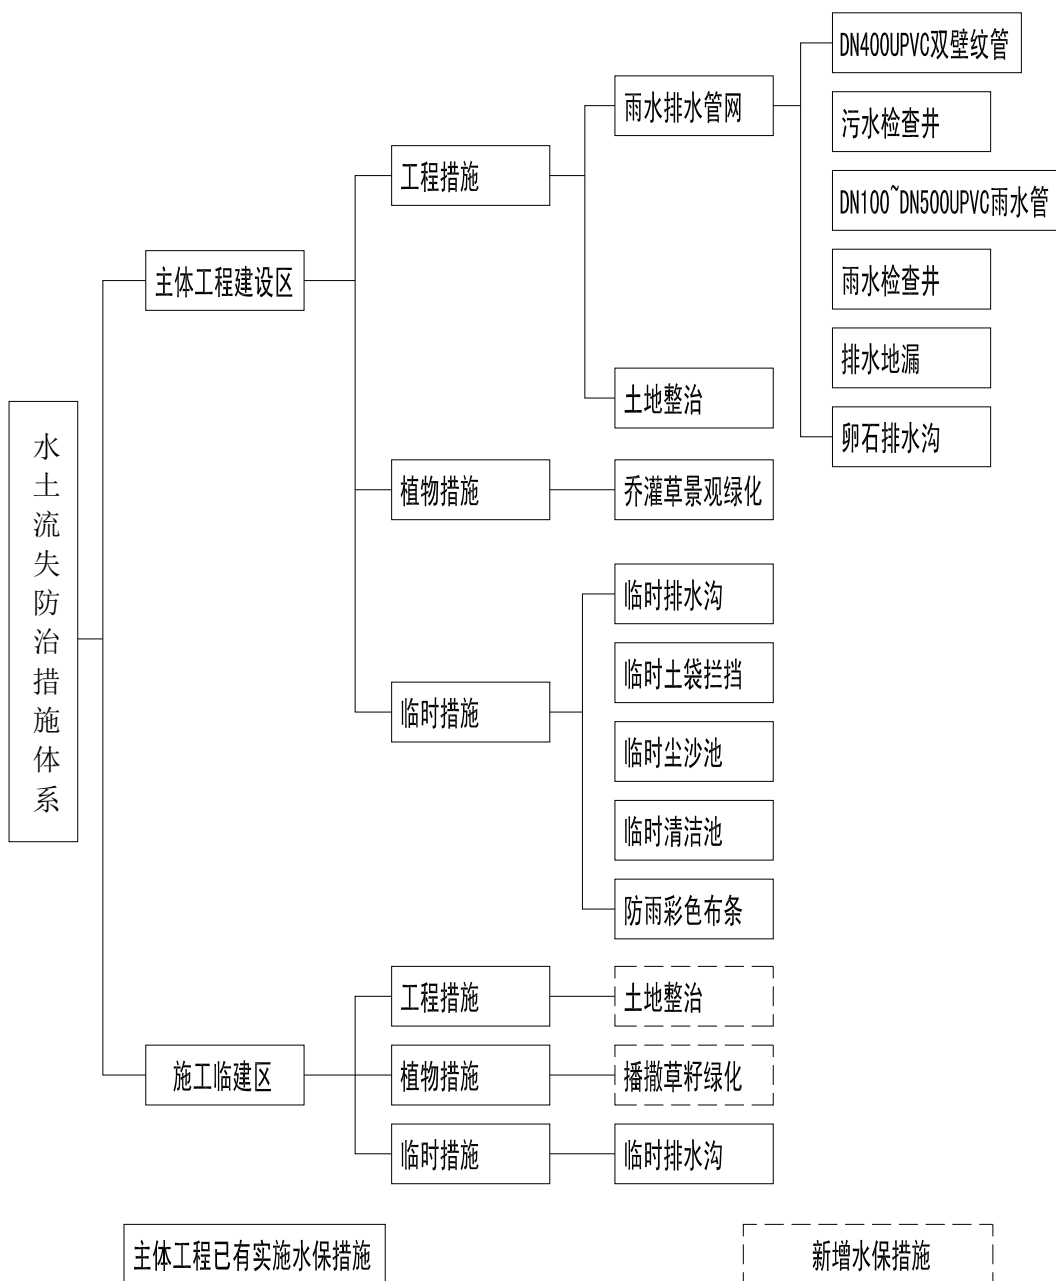 水土流失防治措施体系
主体工程建设区
工程措施
雨水排水管网
DN400UPVC双壁纹管
污水检查井
DN100~DN500UPVC雨水管
雨水检查井
排水地漏
卵石排水沟
土地整治
植物措施
乔灌草景观绿化
临时措施
临时排水沟
临时土袋拦挡
临时尘沙池
临时清洁池
防雨彩色布条
施工临建区
工程措施
土地整治
植物措施
播撒草籽绿化
临时措施
临时排水沟
主体工程已有实施水保措施
新增水保措施